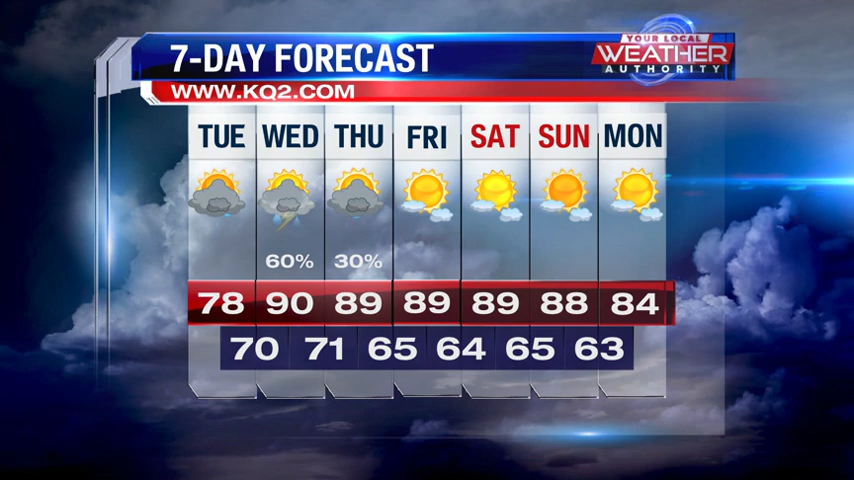 7-DAY FORECAST
YOUR LOCAL
WEATHER
AUTHORITY
WWW.KQ2.COM
TUE WED THU FRI SAT SUN MON
60% 30%
78 90 89 89 89 88 84
70 71 65 64 65 63